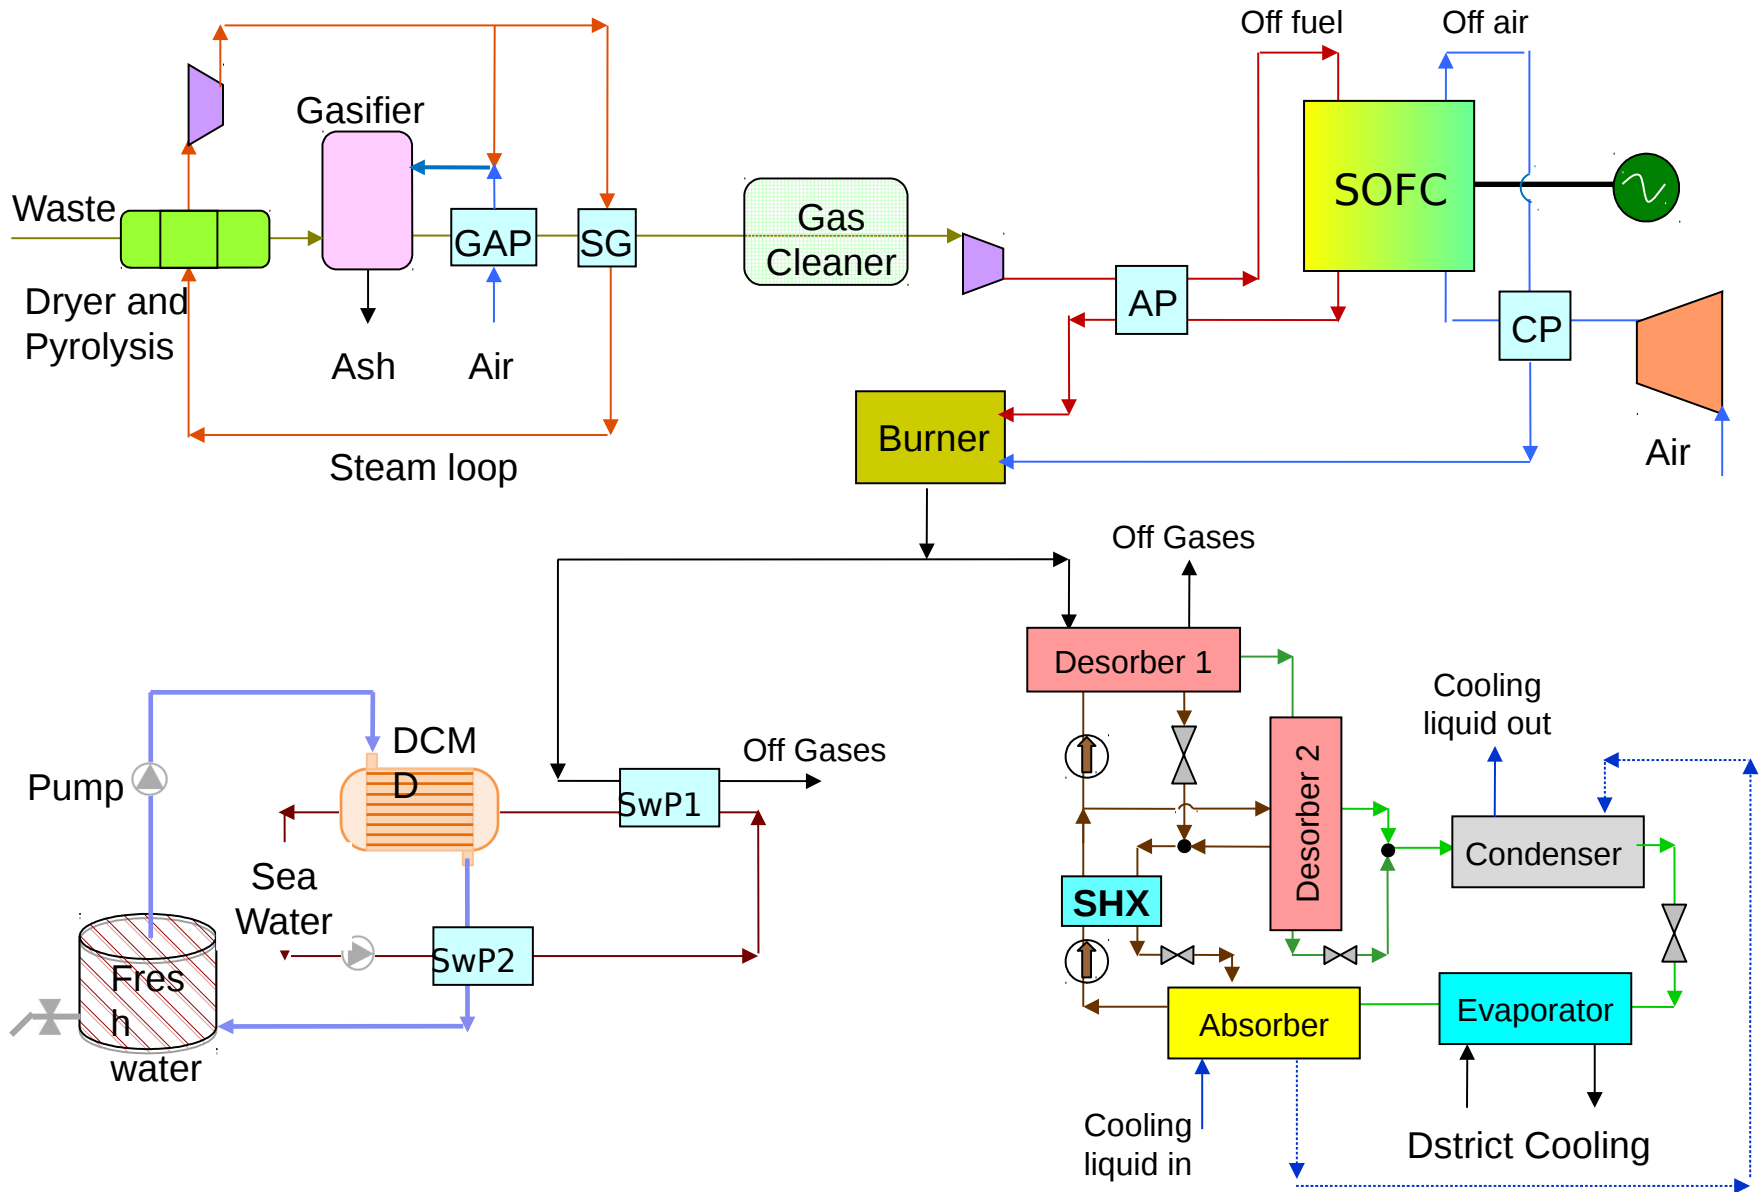 Off fuel
Off air
Gasifier
SOFC
Waste
GAP
SG
Gas
Cleaner
Dryer and
Pyrolysis
AP
CP
Ash
Air
Burner
Air
Steam loop
Off Gases
Desorber 1
Cooling
liquid out
DCM
D
Off Gases
Pump
SwP1
Desorber 2
Condenser
Sea
Water
SHX
SwP2
Fres
h
water
Absorber
Evaporator
Cooling
liquid in
Dstrict Cooling